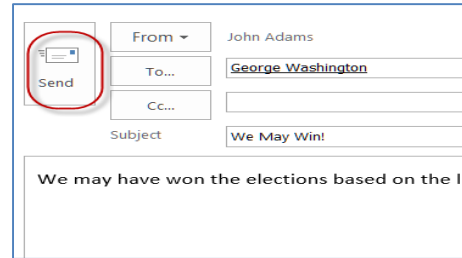 From John Adams
Send To... George Washington
Cc...
Subject We May Win!
We may have won the elections based on the l